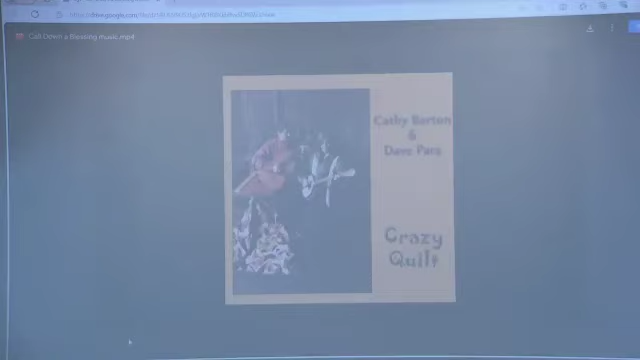 Call Down a Blessing music.mp4
Cathy Barton
&
Dave Para
Crazy
Quilt